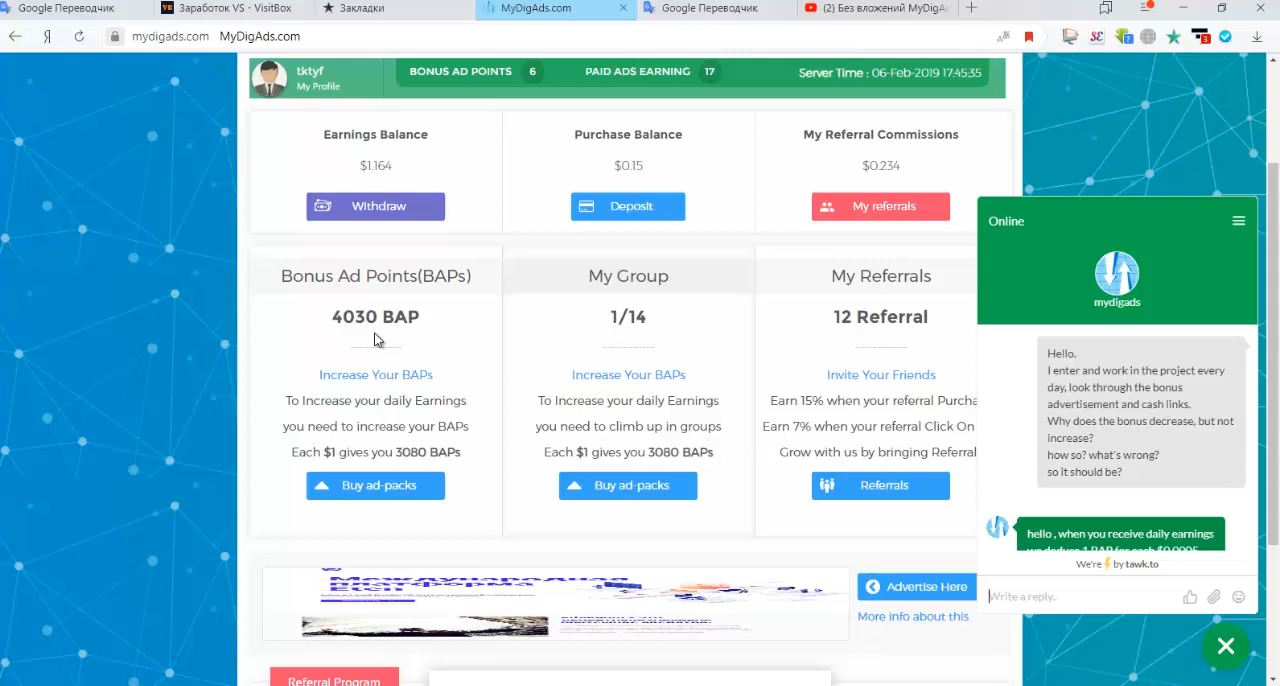 Google Переводчик
Заработок VS - VisitBox
Закладки
MyDigAds.com
Google Переводчик
(2) Без вложений MyDigA
mydigads.com MyDigAds.com
tktyf
My Profile
BONUS AD POINTS 6
PAID ADS EARNING 17
Server Time : 06-Feb-2019 17:45:35
Earnings Balance
$1.164
Withdraw
Purchase Balance
$0.15
Deposit
My Referral Commissions
$0.234
My referrals
Bonus Ad Points(BAPs)
4030 BAP
Increase Your BAPs
To Increase your daily Earnings
you need to increase your BAPs
Each $1 gives you 3080 BAPs
Buy ad-packs
My Group
1/14
Increase Your BAPs
To Increase your daily Earnings
you need to climb up in groups
Each $1 gives you 3080 BAPs
Buy ad-packs
My Referrals
12 Referral
Invite Your Friends
Earn 15% when your referral Purcha
Earn 7% when your referral Click On
Grow with us by bringing Referral
Referrals
Online
mydigads
Hello.
I enter and work in the project every
day, look through the bonus
advertisement and cash links.
Why does the bonus decrease, but not
increase?
how so? what's wrong?
so it should be?
hello , when you receive daily earnings
we deduce 1 BAP for each $0.0005
We're by tawk.to
Write a reply..
Международная
платформа
Advertise Here
More info about this
Referral Program